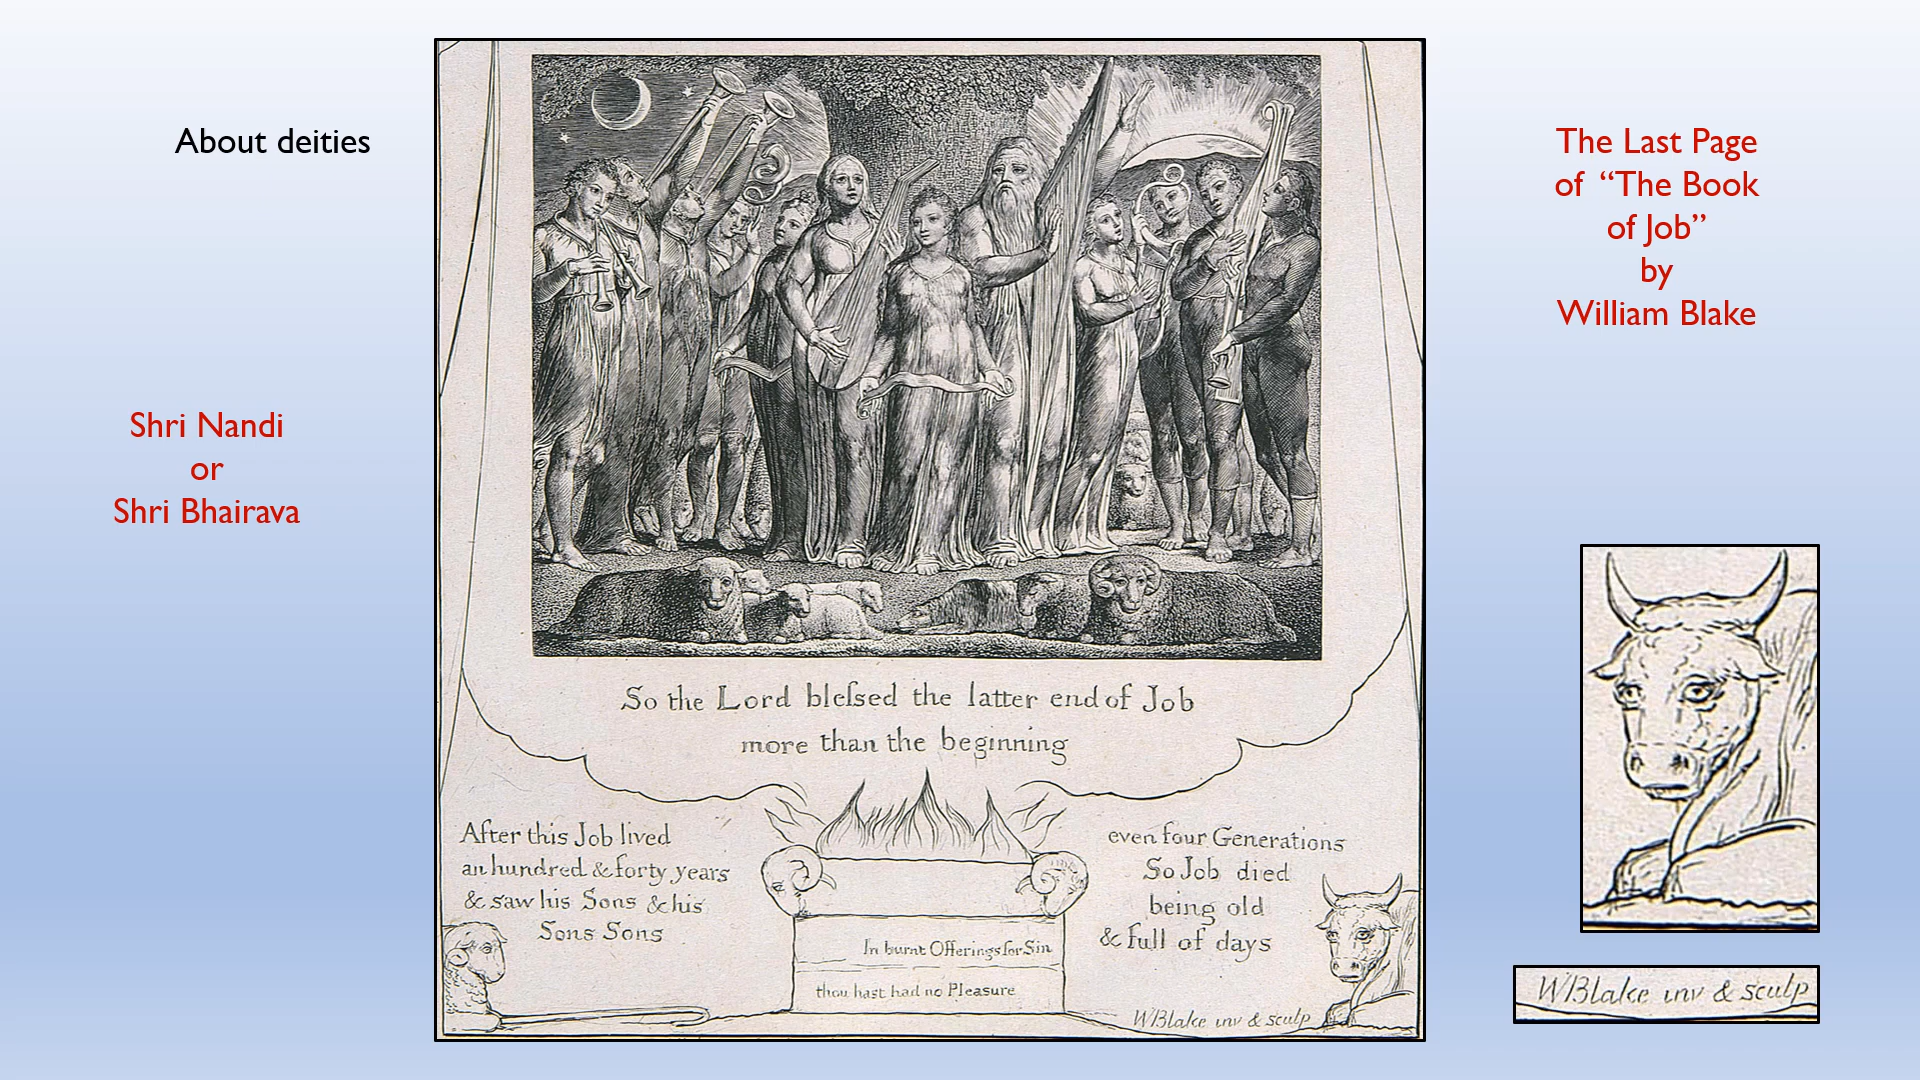 About deities
Shri Nandi
or
Shri Bhairava
So the Lord bleſsed the latter end of Job
more than the beginning
After this Job lived
an hundred & forty years
& saw his Sons & his
Sons Sons
In burnt Offerings for Sin
thou hast had no Pleasure
even four Generations
So Job died
being old
& full of days
WBlake inv & sculp
The Last Page
of “The Book
of Job”
by
William Blake
WBlake inv & sculp